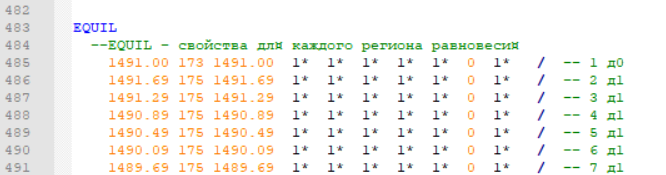 482
483 EQUIL
484 --EQUIL - свойства дл¤ каждого региона равновеси¤
485 1491.00 173 1491.00 1* 1* 1* 1* 1* 0 1* / -- 1 д0
486 1491.69 175 1491.69 1* 1* 1* 1* 1* 0 1* / -- 2 д1
487 1491.29 175 1491.29 1* 1* 1* 1* 1* 0 1* / -- 3 д1
488 1490.89 175 1490.89 1* 1* 1* 1* 1* 0 1* / -- 4 д1
489 1490.49 175 1490.49 1* 1* 1* 1* 1* 0 1* / -- 5 д1
490 1490.09 175 1490.09 1* 1* 1* 1* 1* 0 1* / -- 6 д1
491 1489.69 175 1489.69 1* 1* 1* 1* 1* 0 1* / -- 7 д1